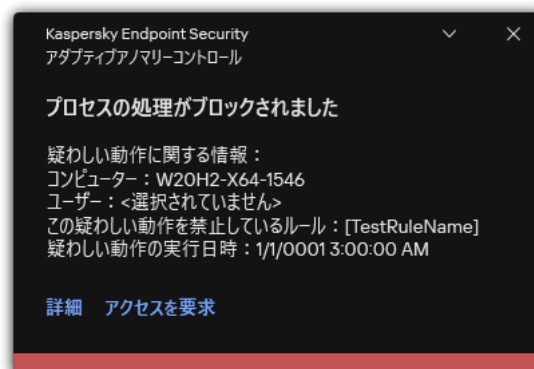 Kaspersky Endpoint Security
アダプティブアノマリーコントロール
プロセスの処理がブロックされました
疑わしい動作に関する情報：
コンピューター：W20H2-X64-1546
ユーザー：<選択されていません>
この疑わしい動作を禁止しているルール：[TestRuleName]
疑わしい動作の実行日時：1/1/0001 3:00:00 AM
詳細 アクセスを要求